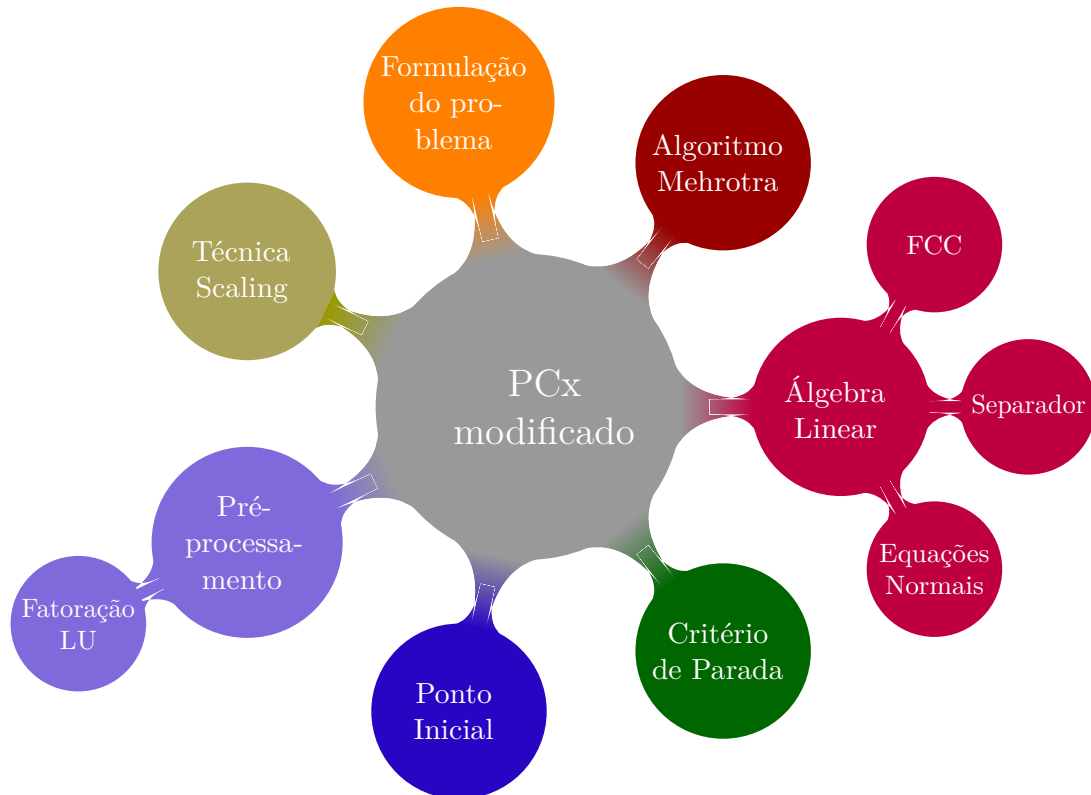 Formulação
do pro-
blema
Algoritmo
Mehrotra
FCC
Técnica
Scaling
PCx
modificado
Álgebra
Linear
Separador
Pré-
processa-
mento
Equações
Normais
Fatoração
LU
Critério
de Parada
Ponto
Inicial